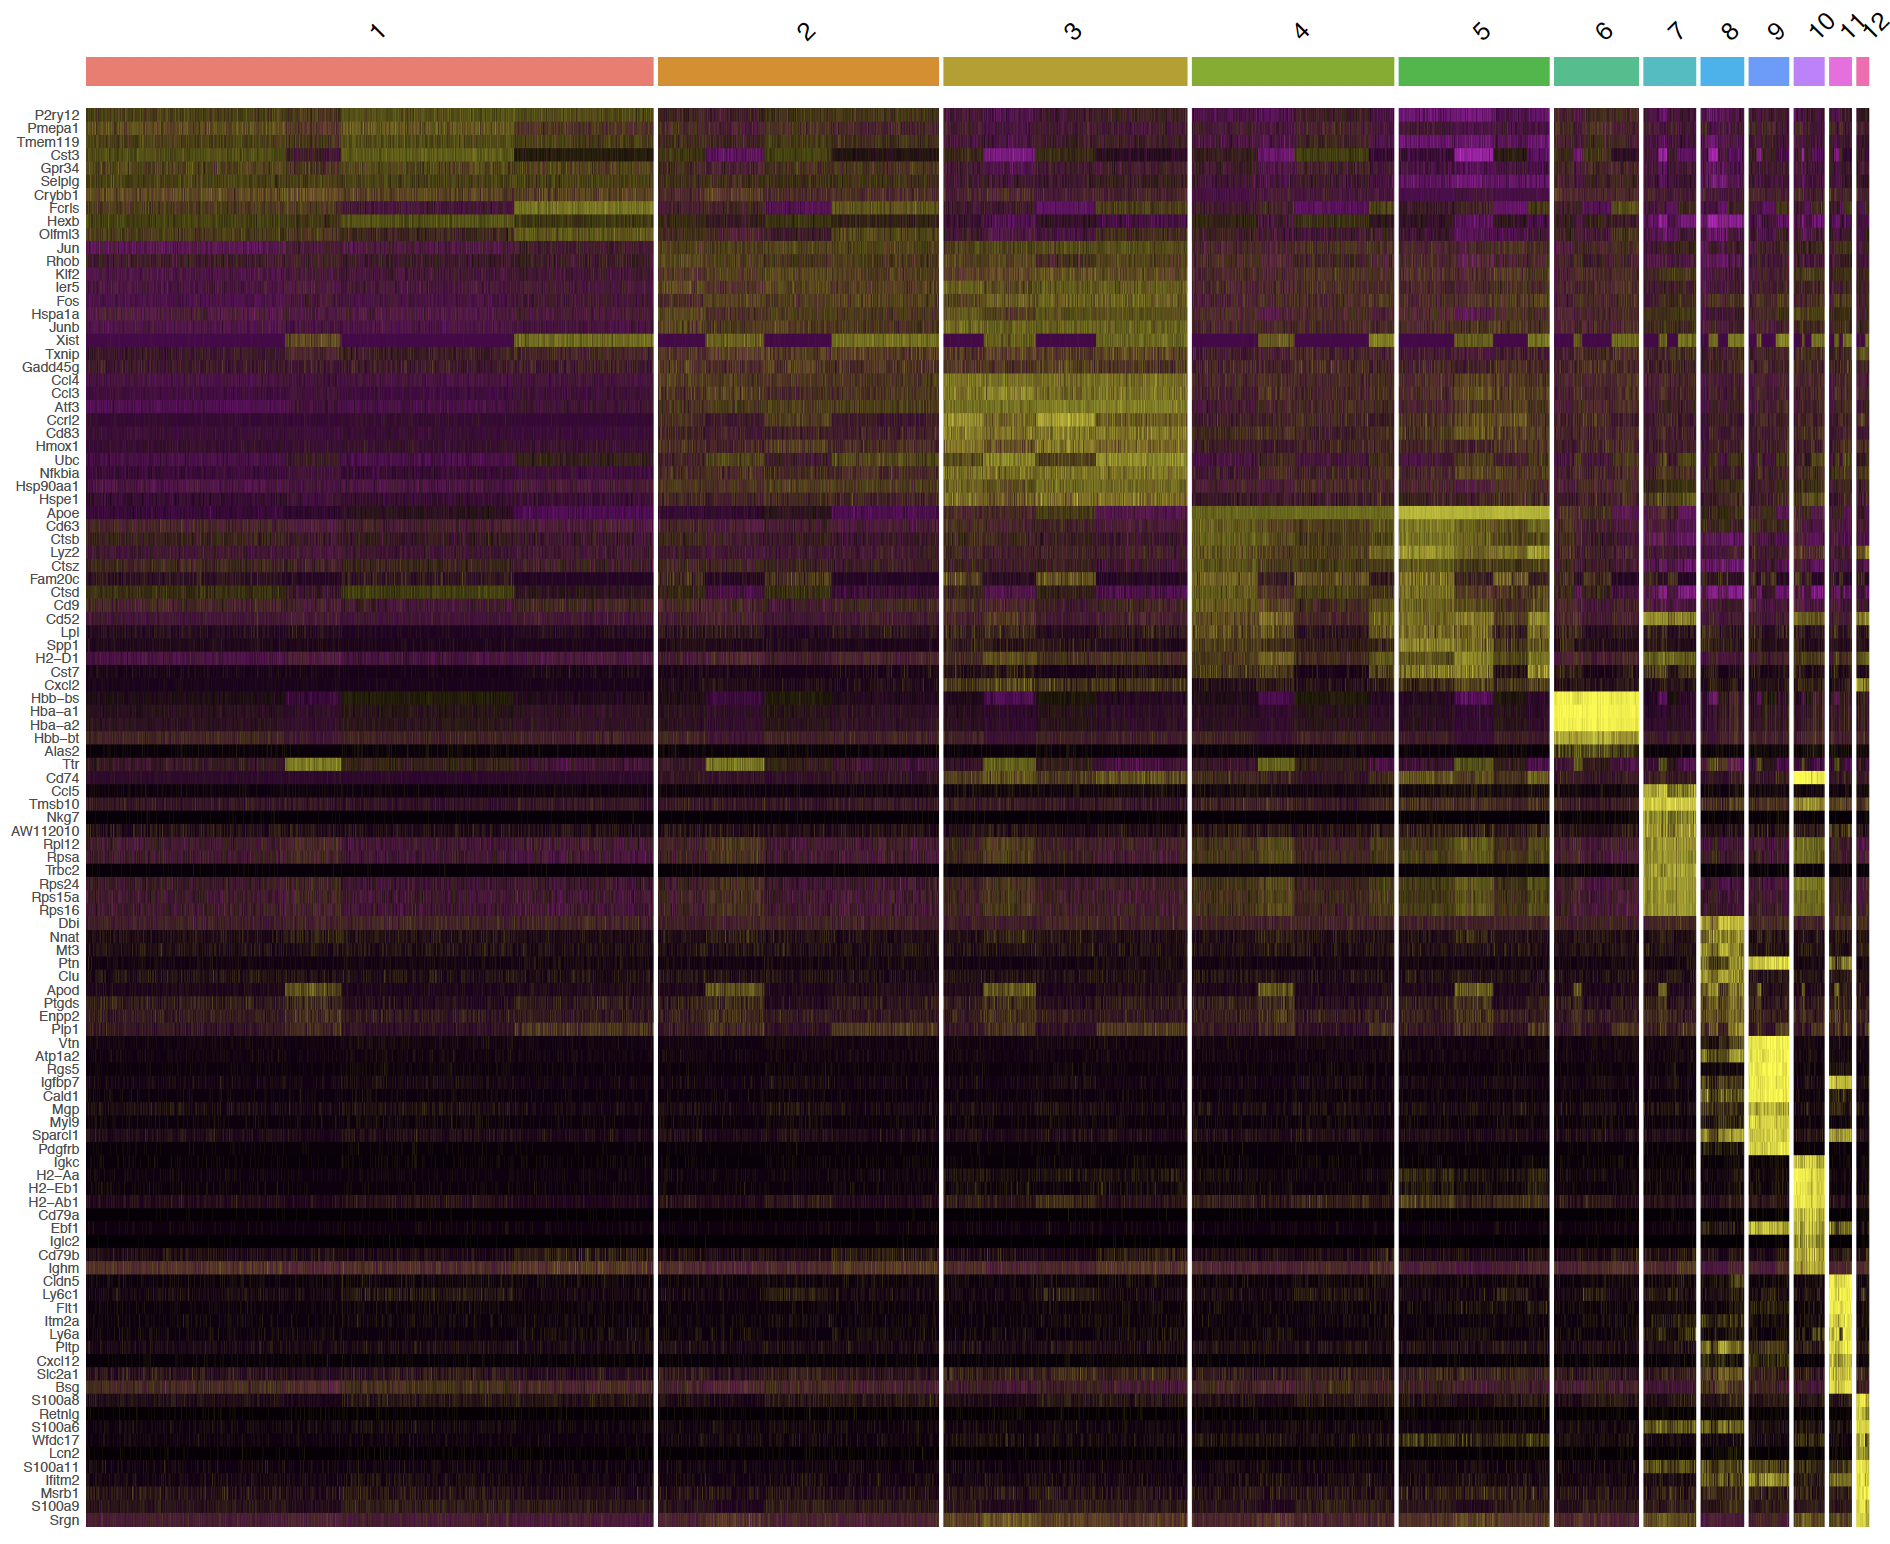 1
2
3
4
5
6
7
8
9
10
11
12
P2ry12
Pmepa1
Tmem119
Cst3
Gpr34
Selplg
Crybb1
Fcrls
Hexb
Olfml3
Jun
Rhob
Klf2
Ier5
Fos
Hspa1a
Junb
Xist
Txnip
Gadd45g
Ccl4
Ccl3
Atf3
Ccrl2
Cd83
Hmox1
Ubc
Nfkbia
Hsp90aa1
Hspe1
Apoe
Cd63
Ctsb
Lyz2
Ctsz
Fam20c
Ctsd
Cd9
Cd52
Lpl
Spp1
H2−D1
Cst7
Cxcl2
Hbb−bs
Hba−a1
Hba−a2
Hbb−bt
Alas2
Ttr
Cd74
Ccl5
Tmsb10
Nkg7
AW112010
Rpl12
Rpsa
Trbc2
Rps24
Rps15a
Rps16
Dbi
Nnat
Mt3
Ptn
Clu
Apod
Ptgds
Enpp2
Plp1
Vtn
Atp1a2
Rgs5
Igfbp7
Cald1
Mgp
Myl9
Sparcl1
Pdgfrb
Igkc
H2−Aa
H2−Eb1
H2−Ab1
Cd79a
Ebf1
Iglc2
Cd79b
Ighm
Cldn5
Ly6c1
Flt1
Itm2a
Ly6a
Pltp
Cxcl12
Slc2a1
Bsg
S100a8
Retnlg
S100a6
Wfdc17
Lcn2
S100a11
Ifitm2
Msrb1
S100a9
Srgn